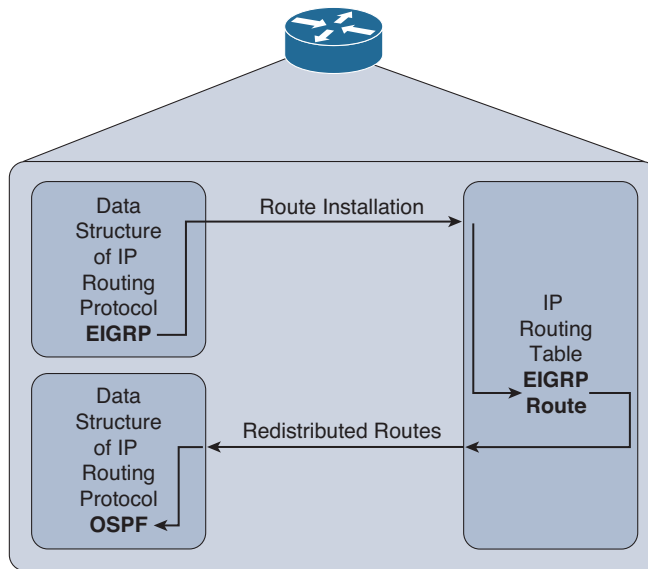 Data
Structure
of IP
Routing
Protocol
EIGRP
Route Installation
IP
Routing
Table
EIGRP
Route
Data
Structure
of IP
Routing
Protocol
OSPF
Redistributed Routes